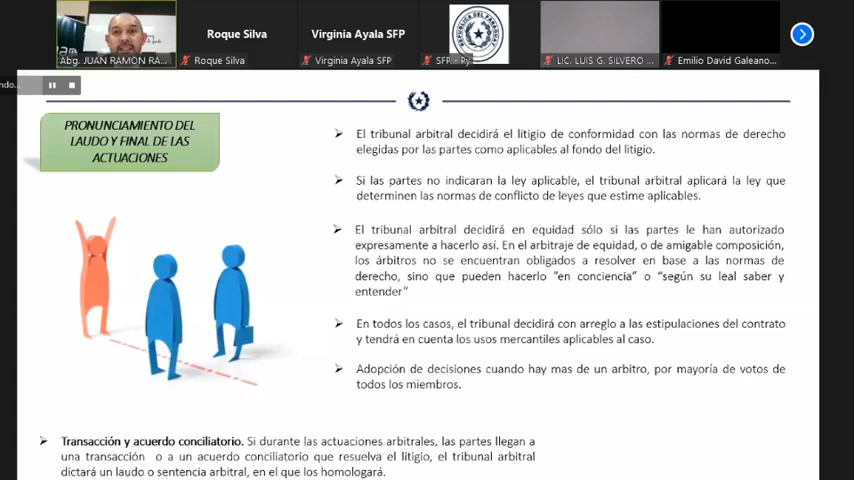 Roque Silva
Virginia Ayala SFP
Abg. JUAN RAMON RA...
Roque Silva
Virginia Ayala SFP
SFP - Py
LIC. LUIS G. SILVERO ...
Emilio David Galeano...
ndo...
PRONUNCIAMIENTO DEL
LAUDO Y FINAL DE LAS
ACTUACIONES
El tribunal arbitral decidirá el litigio de conformidad con las normas de derecho
elegidas por las partes como aplicables al fondo del litigio.
Si las partes no indicaran la ley aplicable, el tribunal arbitral aplicará la ley que
determinen las normas de conflicto de leyes que estime aplicables.
El tribunal arbitral decidirá en equidad sólo si las partes le han autorizado
expresamente a hacerlo así. En el arbitraje de equidad, o de amigable composición,
los árbitros no se encuentran obligados a resolver en base a las normas de
derecho, sino que pueden hacerlo "en conciencia" o "según su leal saber y
entender"
En todos los casos, el tribunal decidirá con arreglo a las estipulaciones del contrato
y tendrá en cuenta los usos mercantiles aplicables al caso.
Adopción de decisiones cuando hay mas de un arbitro, por mayoría de votos de
todos los miembros.
Transacción y acuerdo conciliatorio. Si durante las actuaciones arbitrales, las partes llegan a
una transacción o a un acuerdo conciliatorio que resuelva el litigio, el tribunal arbitral
dictará un laudo o sentencia arbitral, en el que los homologará.